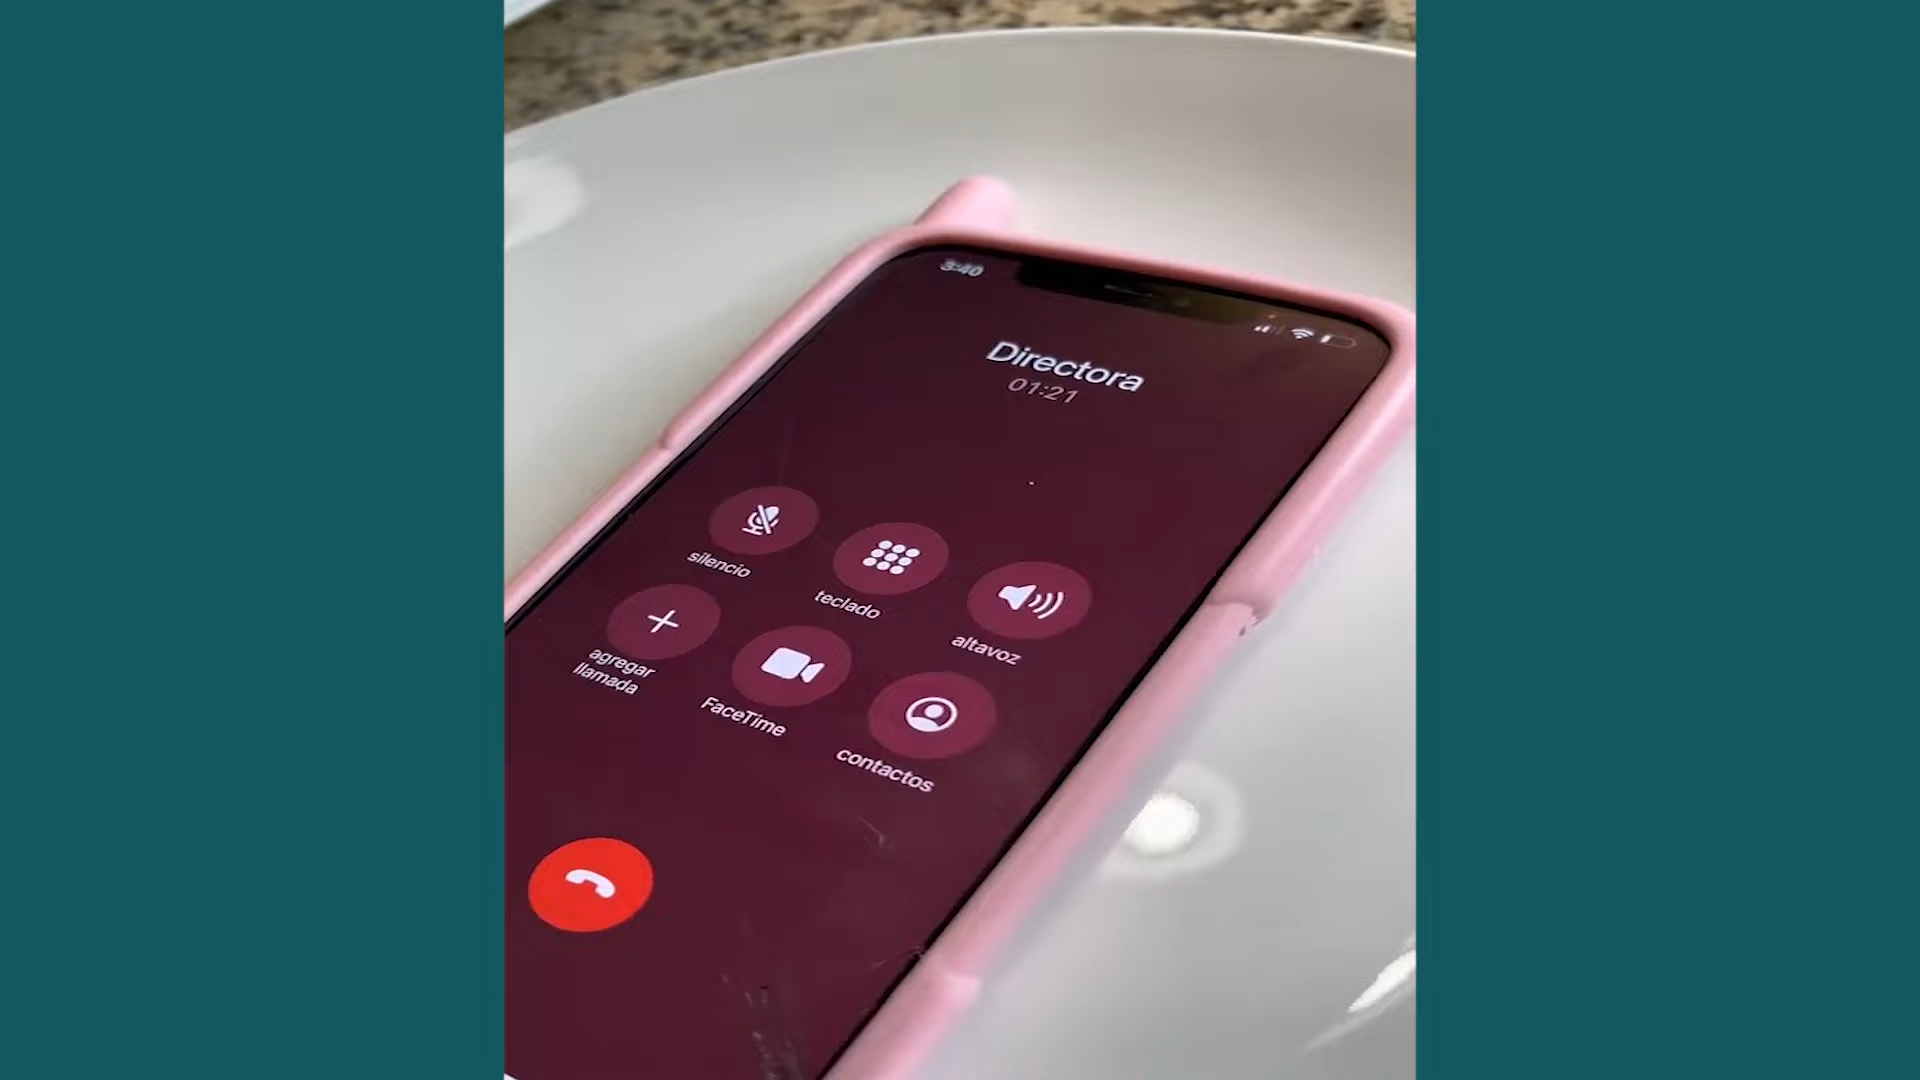 3:40
Directora
01:21
silencio
teclado
altavoz
agregar
llamada
FaceTime
contactos